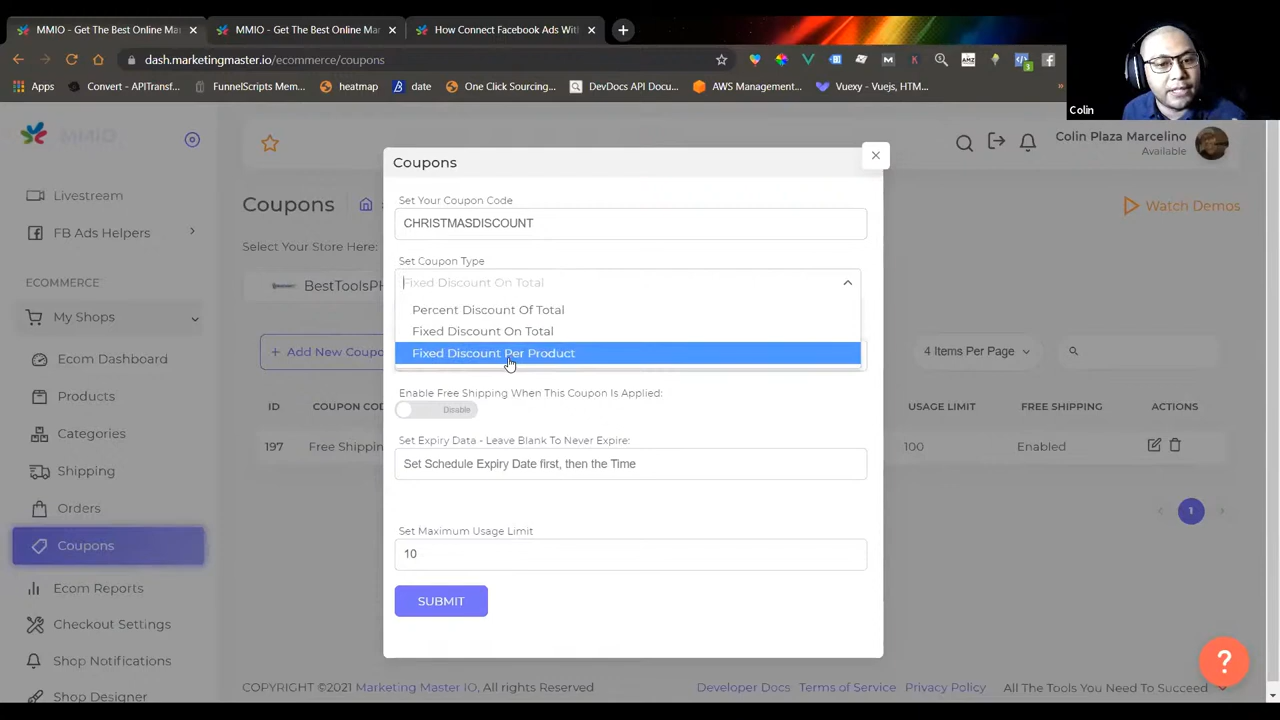 MMIO - Get The Best Online Mar
MMIO - Get The Best Online Mar
How Connect Facebook Ads With
dash.marketingmaster.io/ecommerce/coupons
Apps
Convert - APITransf...
FunnelScripts Mem...
heatmap
date
One Click Sourcing...
DevDocs API Docu...
AWS Management...
Vuexy - Vuejs, HTM...
»
Colin
MMIO
Colin Plaza Marcelino
Available
Livestream
FB Ads Helpers
ECOMMERCE
My Shops
Ecom Dashboard
Products
Categories
Shipping
Orders
Coupons
Ecom Reports
Checkout Settings
Shop Notifications
Shop Designer
Coupons
Watch Demos
Select Your Store Here:
BestToolsPH
+ Add New Coupo
4 Items Per Page
ID
COUPON COD
USAGE LIMIT
FREE SHIPPING
ACTIONS
197
Free Shippin
100
Enabled
1
Coupons
×
Set Your Coupon Code
CHRISTMASDISCOUNT
Set Coupon Type
Fixed Discount On Total
Percent Discount Of Total
Fixed Discount On Total
Fixed Discount Per Product
Enable Free Shipping When This Coupon Is Applied:
Disable
Set Expiry Data - Leave Blank To Never Expire:
Set Schedule Expiry Date first, then the Time
Set Maximum Usage Limit
10
SUBMIT
?
COPYRIGHT ©2021 Marketing Master IO, All rights Reserved
Developer Docs
Terms of Service
Privacy Policy
All The Tools You Need To Succeed